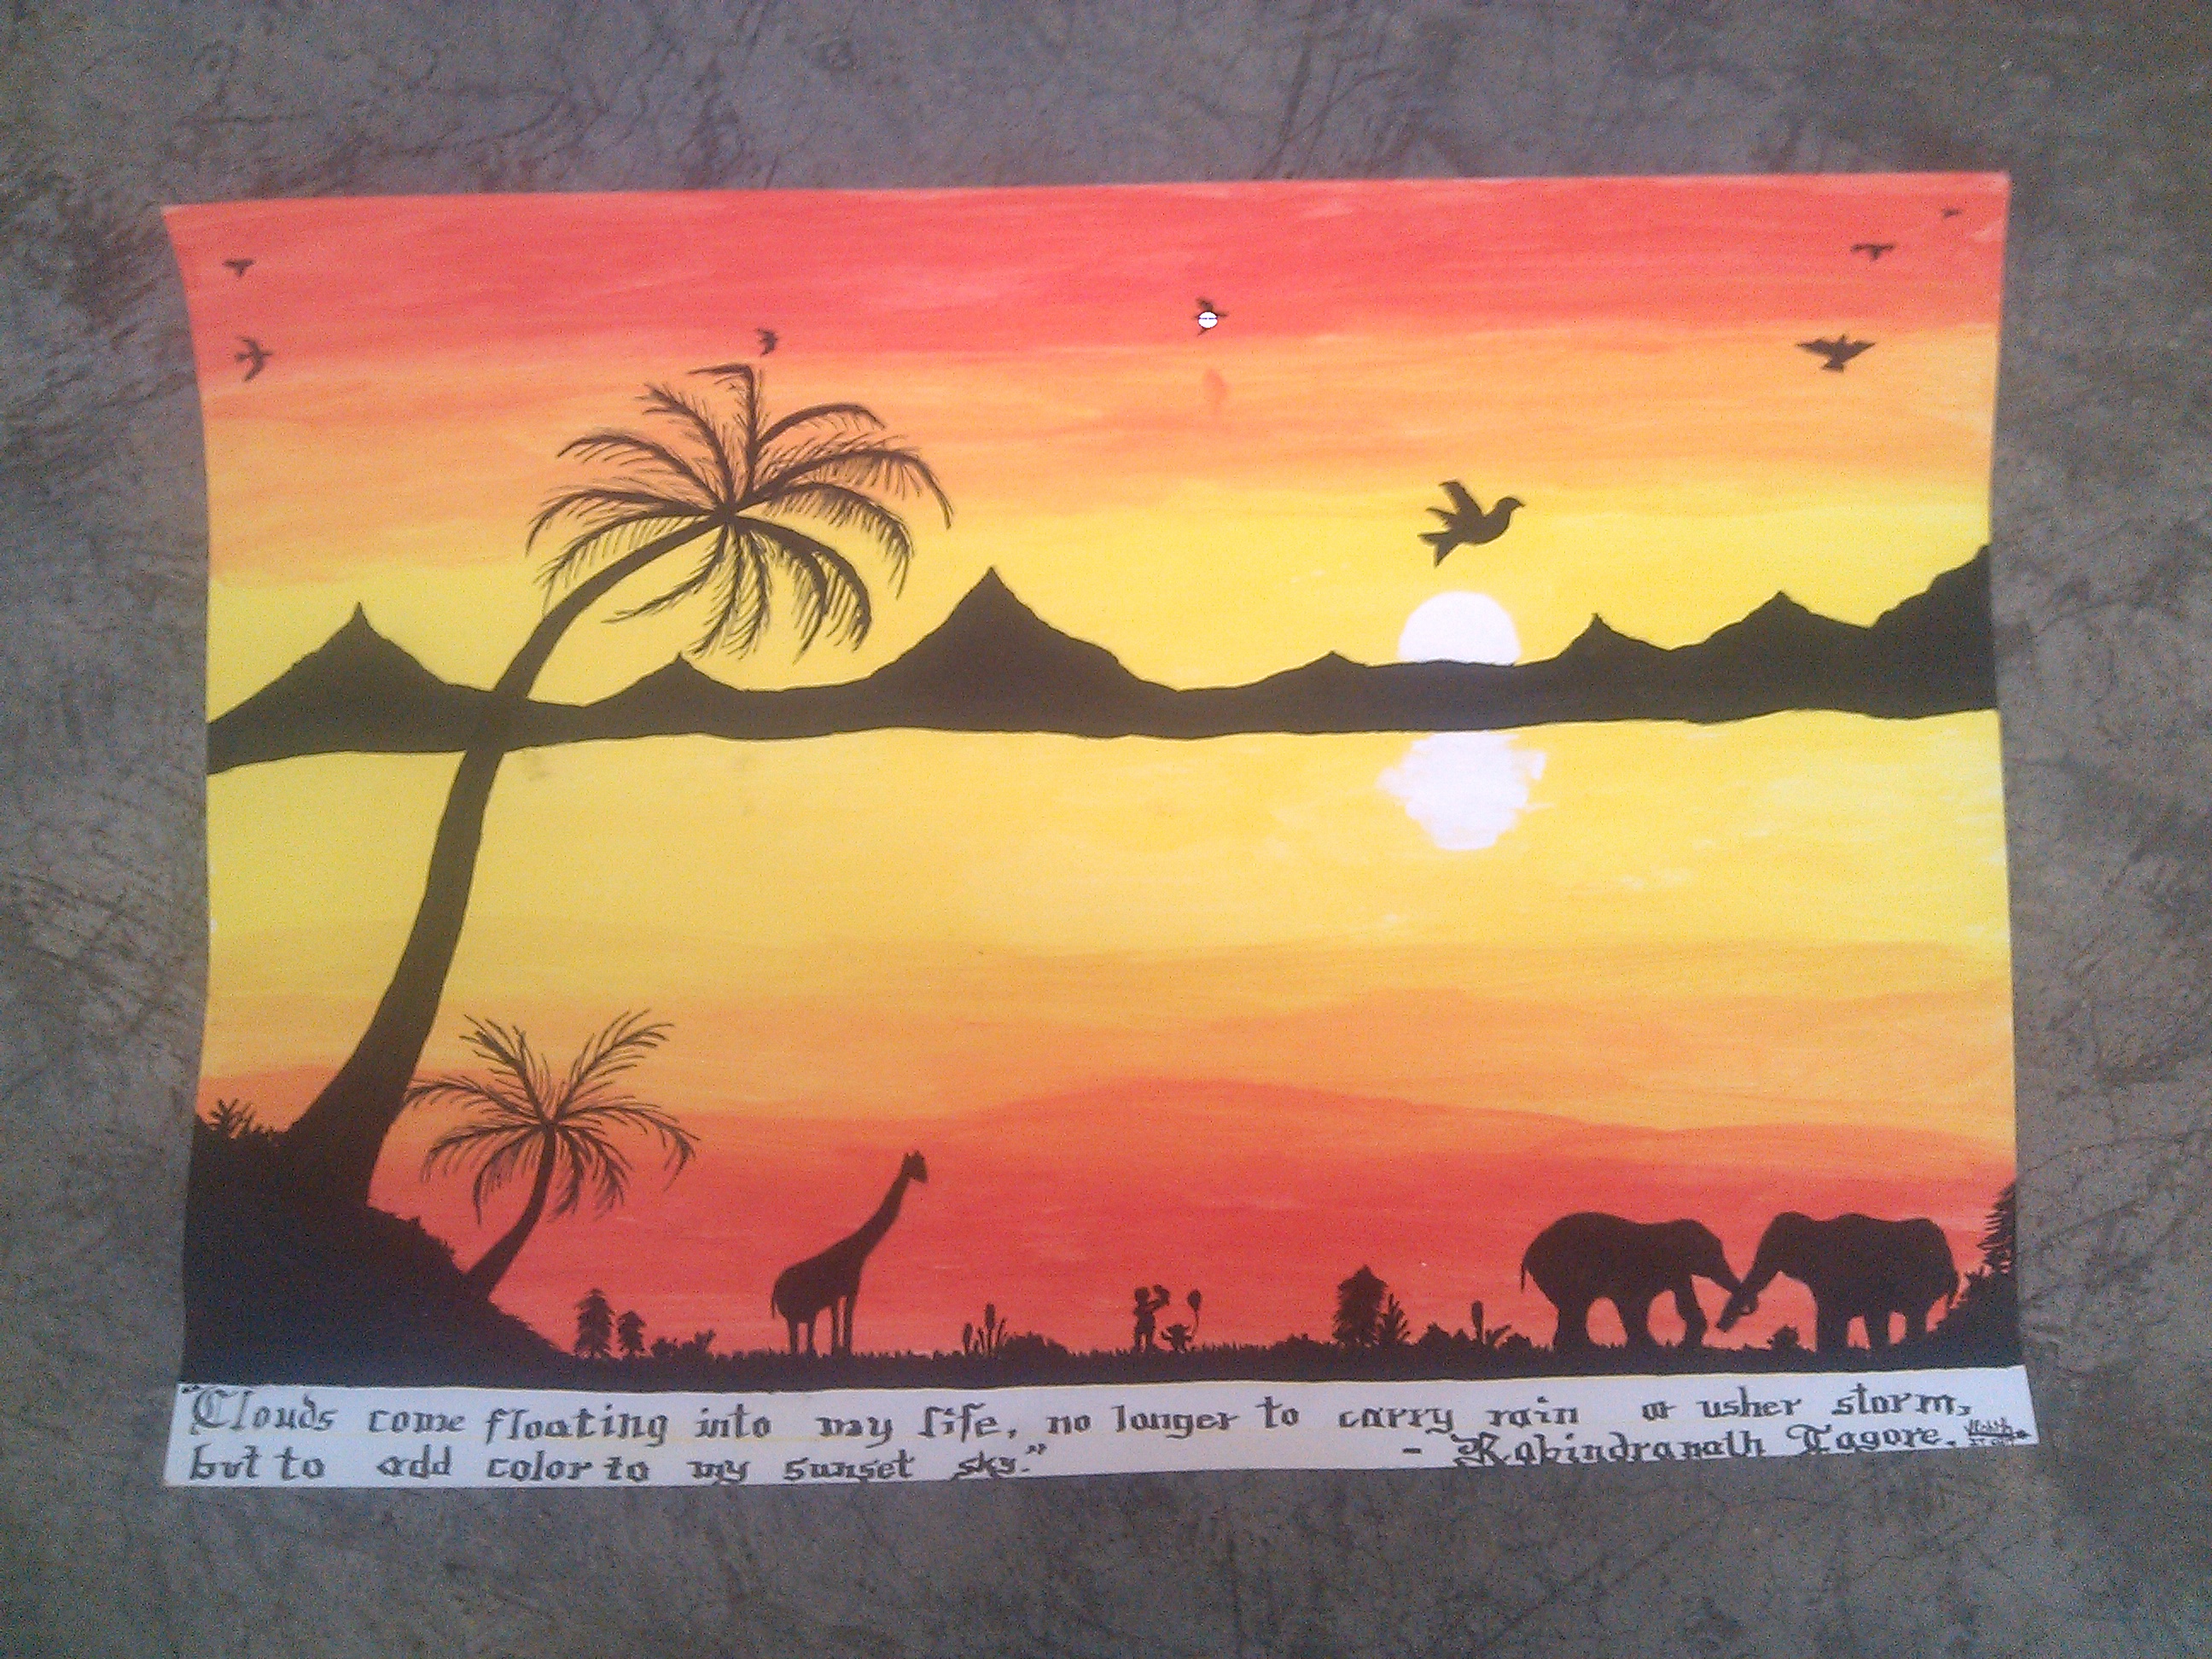 "Clouds come floating into my life, no longer to carry rain or usher storm,
but to add color to my sunset sky."
- Rabindranath Tagore.